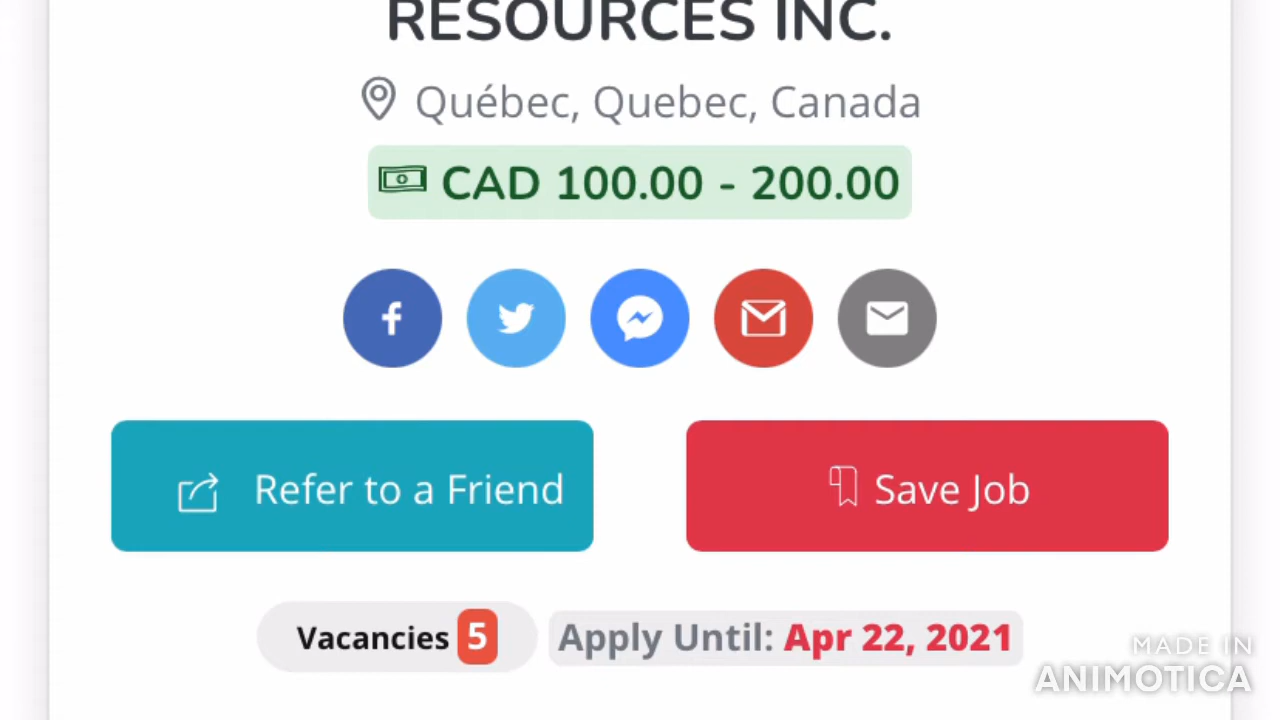 RESOURCES INC.
Québec, Quebec, Canada
CAD 100.00 - 200.00
Refer to a Friend
Save Job
Vacancies 5
Apply Until: Apr 22, 2021
MADE IN
ANIMOTICA